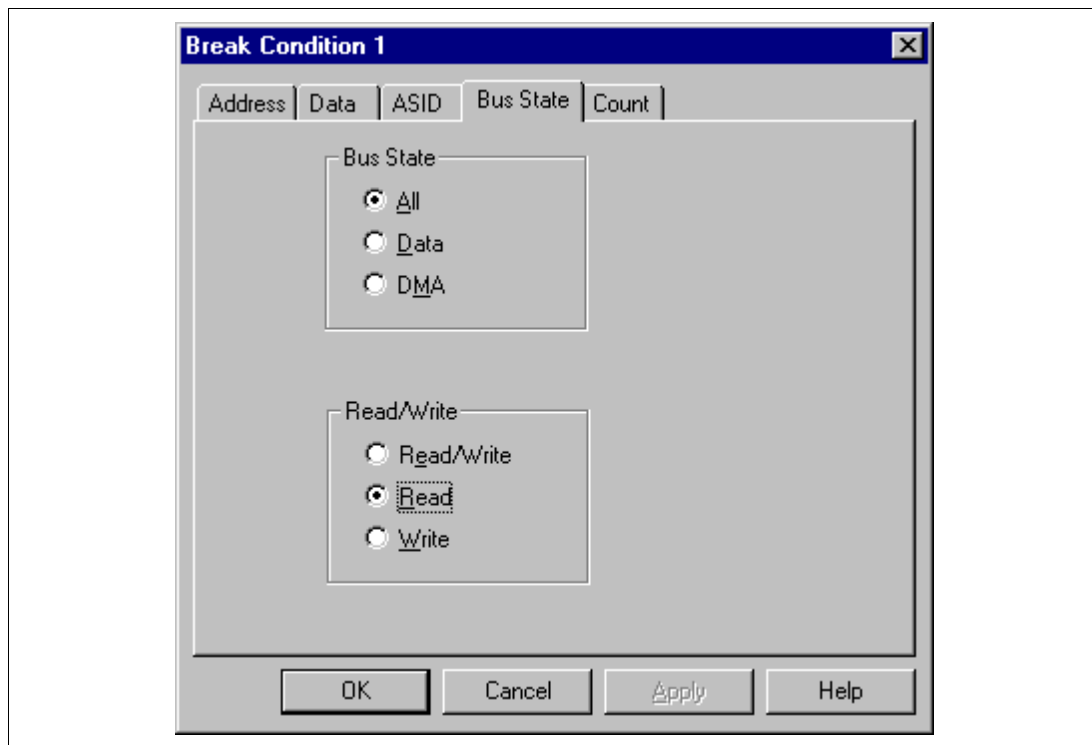 Break Condition 1
Address Data ASID Bus State Count
Bus State
All
Data
DMA
Read/Write
Read/Write
Read
Write
OK Cancel Apply Help